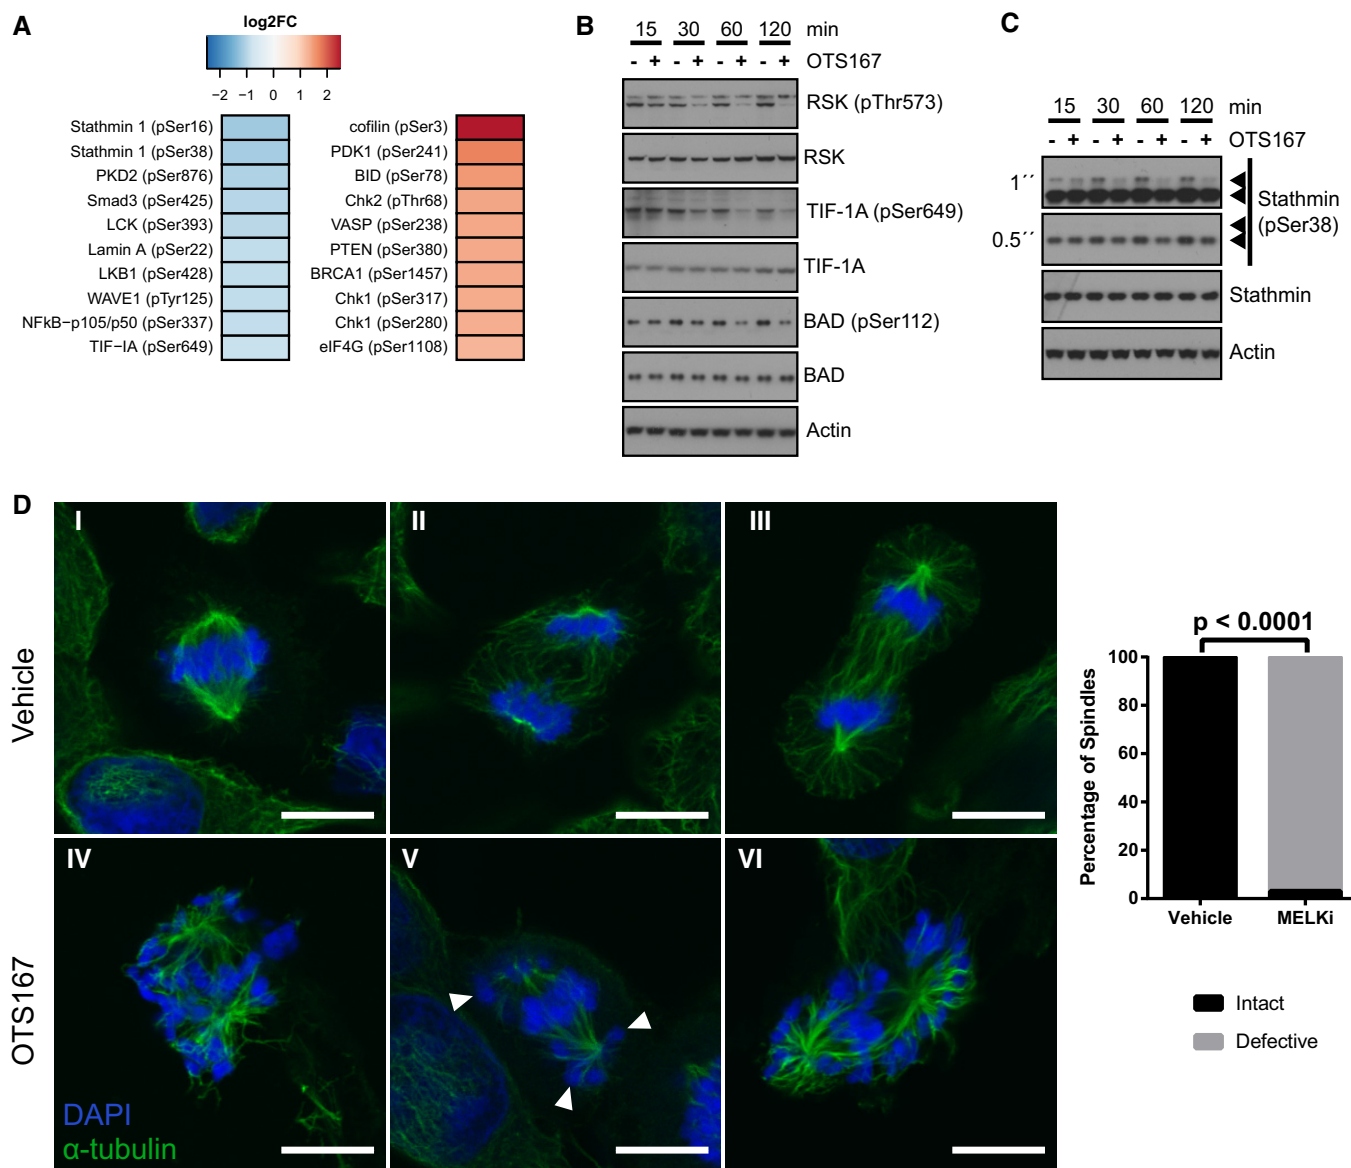 A
log2FC
−2 −1 0 1 2
Stathmin 1 (pSer16)
Stathmin 1 (pSer38)
PKD2 (pSer876)
Smad3 (pSer425)
LCK (pSer393)
Lamin A (pSer22)
LKB1 (pSer428)
WAVE1 (pTyr125)
NFkB−p105/p50 (pSer337)
TIF−IA (pSer649)
cofilin (pSer3)
PDK1 (pSer241)
BID (pSer78)
Chk2 (pThr68)
VASP (pSer238)
PTEN (pSer380)
BRCA1 (pSer1457)
Chk1 (pSer317)
Chk1 (pSer280)
eIF4G (pSer1108)
B
15 30 60 120 min
- + - + - + - + OTS167
RSK (pThr573)
RSK
TIF-1A (pSer649)
TIF-1A
BAD (pSer112)
BAD
Actin
C
15 30 60 120 min
- + - + - + - + OTS167
1´´
0.5´´
Stathmin
(pSer38)
Stathmin
Actin
D
Vehicle
I
II
III
OTS167
IV
V
VI
DAPI
α-tubulin
p < 0.0001
Percentage of Spindles
100
80
60
40
20
0
Vehicle MELKi
Intact
Defective